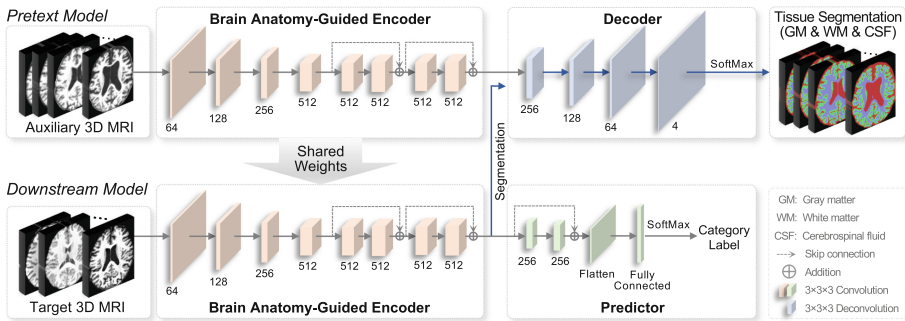 Pretext Model
Brain Anatomy-Guided Encoder
Decoder
Tissue Segmentation
(GM & WM & CSF)
Auxiliary 3D MRI
64
128
256
512
512
512
512
512
256
128
64
4
SoftMax
Shared
Weights
Segmentation
Downstream Model
Target 3D MRI
64
128
256
512
512
512
512
512
Brain Anatomy-Guided Encoder
256
256
Flatten
Fully
Connected
SoftMax
Category
Label
Predictor
GM: Gray matter
WM: White matter
CSF: Cerebrospinal fluid
Skip connection
Addition
3×3×3 Convolution
3×3×3 Deconvolution